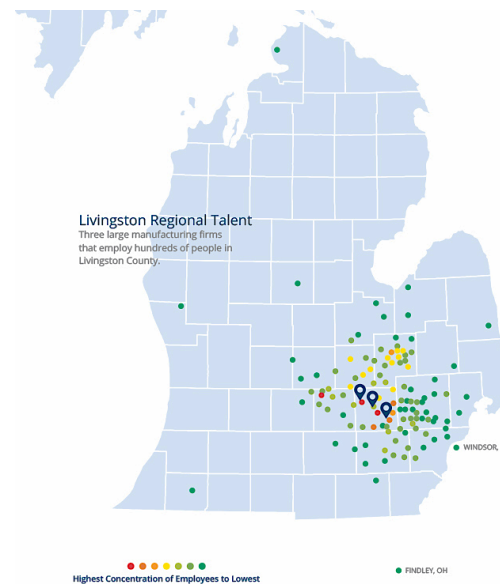 Livingston Regional Talent
Three large manufacturing firms
that employ hundreds of people in
Livingston County.
WINDSOR,
FINDLEY, OH
Highest Concentration of Employees to Lowest